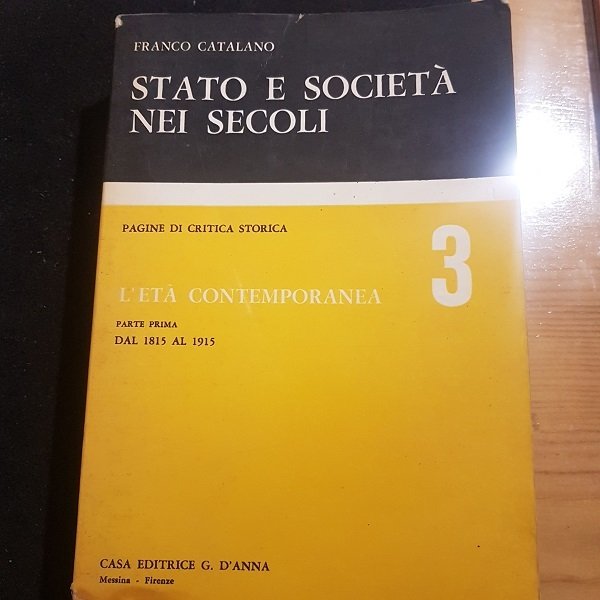 FRANCO CATALANO
STATO E SOCIETÀ
NEI SECOLI
PAGINE DI CRITICA STORICA
3
L'ETÀ CONTEMPORANEA
PARTE PRIMA
DAL 1815 AL 1915
CASA EDITRICE G. D'ANNA
Messina - Firenze